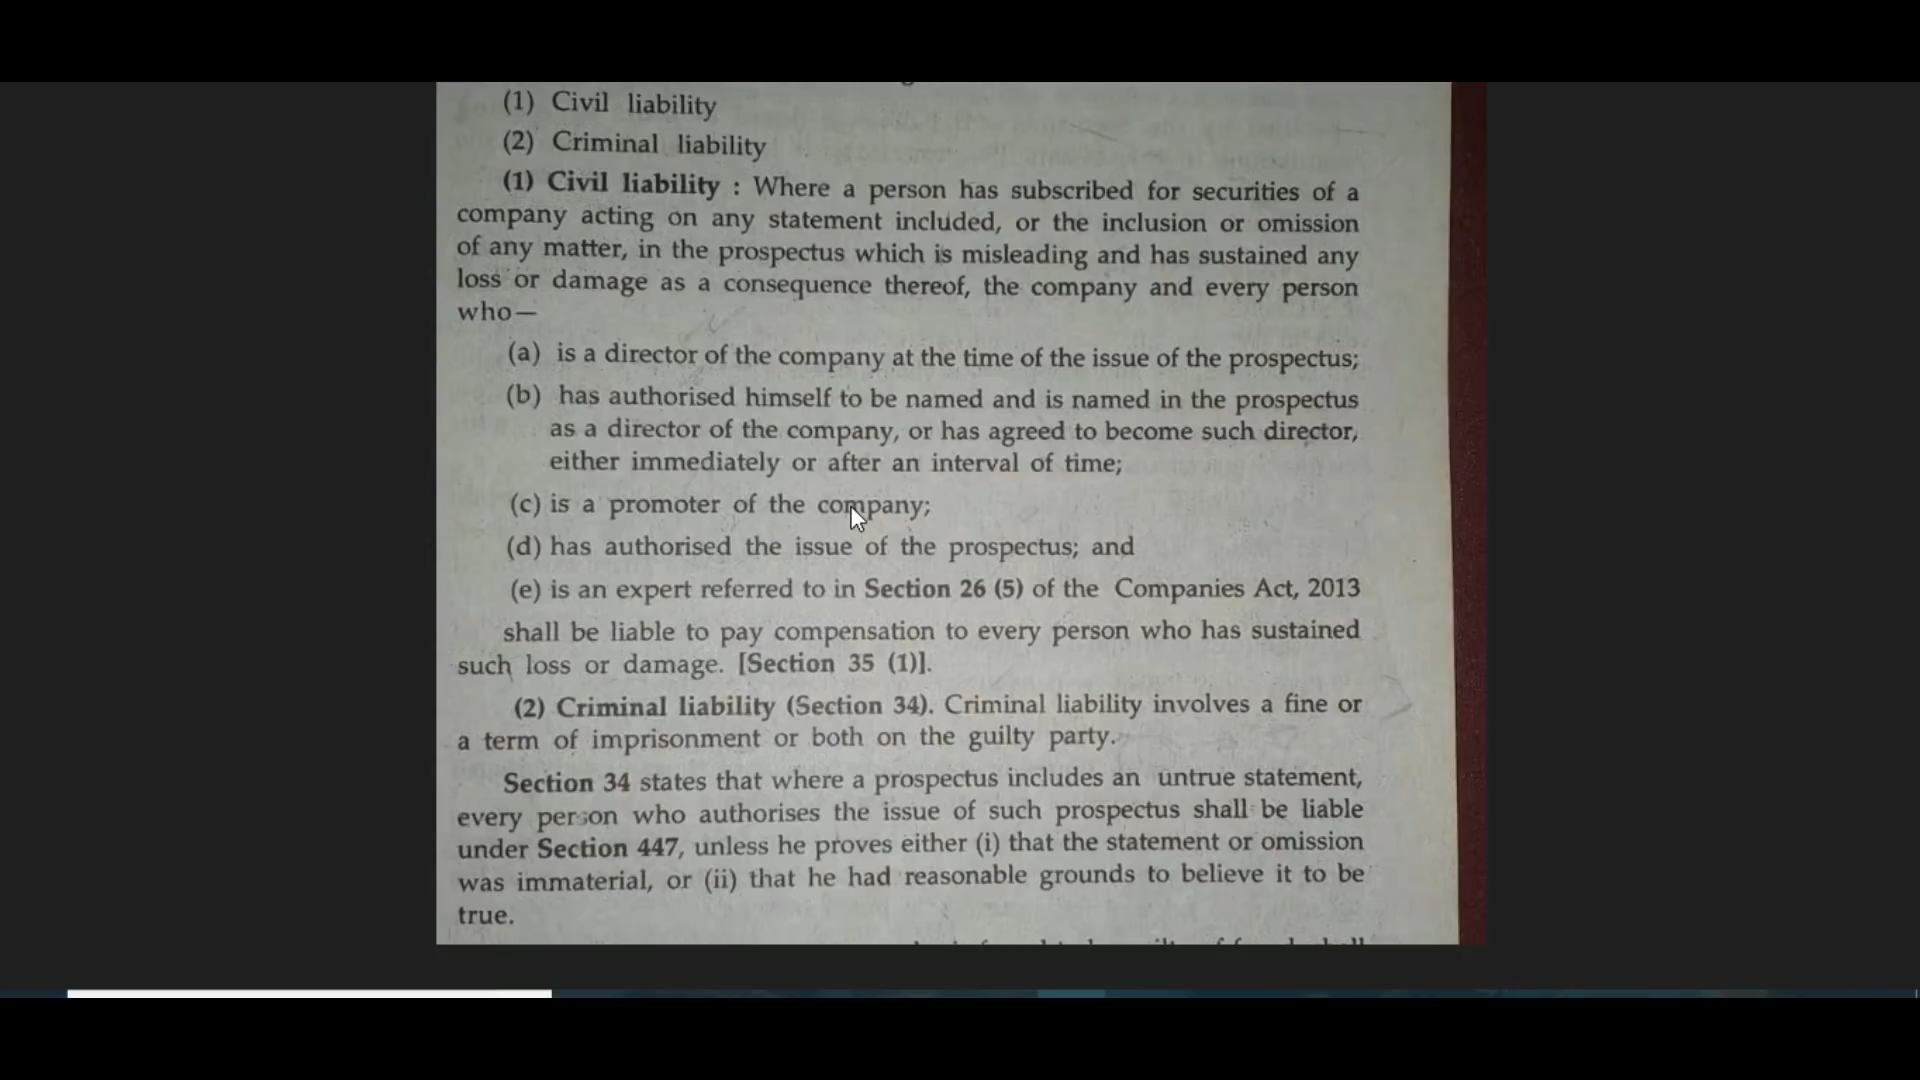 (1) Civil liability
(2) Criminal liability
(1) Civil liability : Where a person has subscribed for securities of a
company acting on any statement included, or the inclusion or omission
of any matter, in the prospectus which is misleading and has sustained any
loss or damage as a consequence thereof, the company and every person
who—
(a) is a director of the company at the time of the issue of the prospectus;
(b) has authorised himself to be named and is named in the prospectus
as a director of the company, or has agreed to become such director,
either immediately or after an interval of time;
(c) is a promoter of the company;
(d) has authorised the issue of the prospectus; and
(e) is an expert referred to in Section 26 (5) of the Companies Act, 2013
shall be liable to pay compensation to every person who has sustained
such loss or damage. [Section 35 (1)].
(2) Criminal liability (Section 34). Criminal liability involves a fine or
a term of imprisonment or both on the guilty party.
Section 34 states that where a prospectus includes an untrue statement,
every person who authorises the issue of such prospectus shall be liable
under Section 447, unless he proves either (i) that the statement or omission
was immaterial, or (ii) that he had reasonable grounds to believe it to be
true.